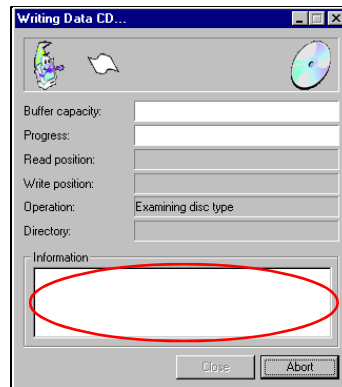 Writing Data CD...
Buffer capacity:
Progress:
Read position:
Write position:
Operation: Examining disc type
Directory:
Information
Close Abort